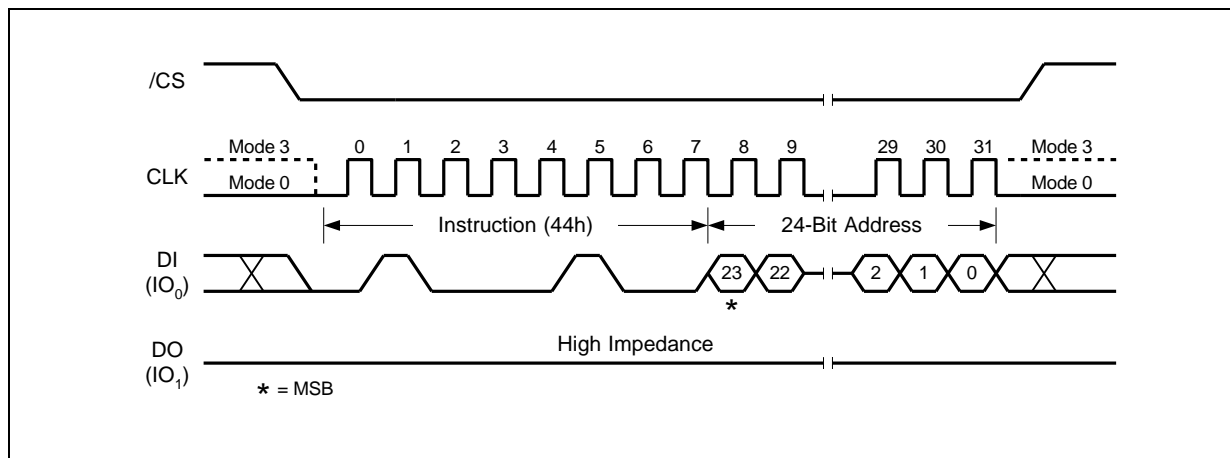 /CS
Mode 3 0 1 2 3 4 5 6 7 8 9 29 30 31 Mode 3
CLK Mode 0 Mode 0
Instruction (44h) 24-Bit Address
DI
(IO0) 23 22 2 1 0
*
DO High Impedance
(IO1)
* = MSB